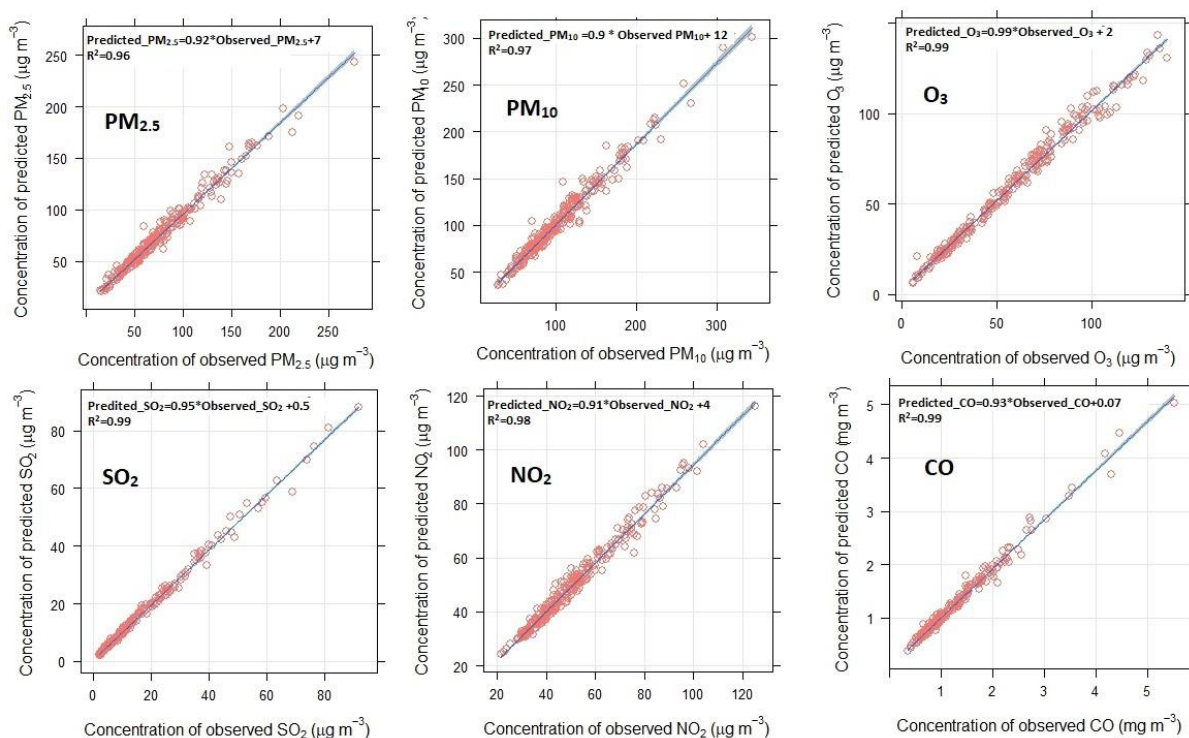 Predicted_PM2.5=0.92*Observed_PM2.5+7
R²=0.96
PM2.5
Concentration of predicted PM2.5 (µg m⁻³)
250
200
150
100
50
50 100 150 200 250
Concentration of observed PM2.5 (µg m⁻³)
Predicted_PM10 =0.9 * Observed PM10+ 12
R²=0.97
PM10
Concentration of predicted PM10 (µg m⁻³)
300
250
200
150
100
50
100 200 300
Concentration of observed PM10 (µg m⁻³)
Predicted_O3=0.99*Observed_O3 + 2
R²=0.99
O3
Concentration of predicted O3 (µg m⁻³)
100
50
0
0 50 100
Concentration of observed O3 (µg m⁻³)
Predited_SO2=0.95*Observed_SO2 +0.5
R²=0.99
SO2
Concentration of predicted SO2 (µg m⁻³)
80
60
40
20
0
0 20 40 60 80
Concentration of observed SO2 (µg m⁻³)
Predicted_NO2=0.91*Observed_NO2 +4
R²=0.98
NO2
Concentration of predicted NO2 (µg m⁻³)
120
100
80
60
40
20
20 40 60 80 100 120
Concentration of observed NO2 (µg m⁻³)
Predicted_CO=0.93*Observed_CO+0.07
R²=0.99
CO
Concentration of predicted CO (mg m⁻³)
5
4
3
2
1
1 2 3 4 5
Concentration of observed CO (mg m⁻³)